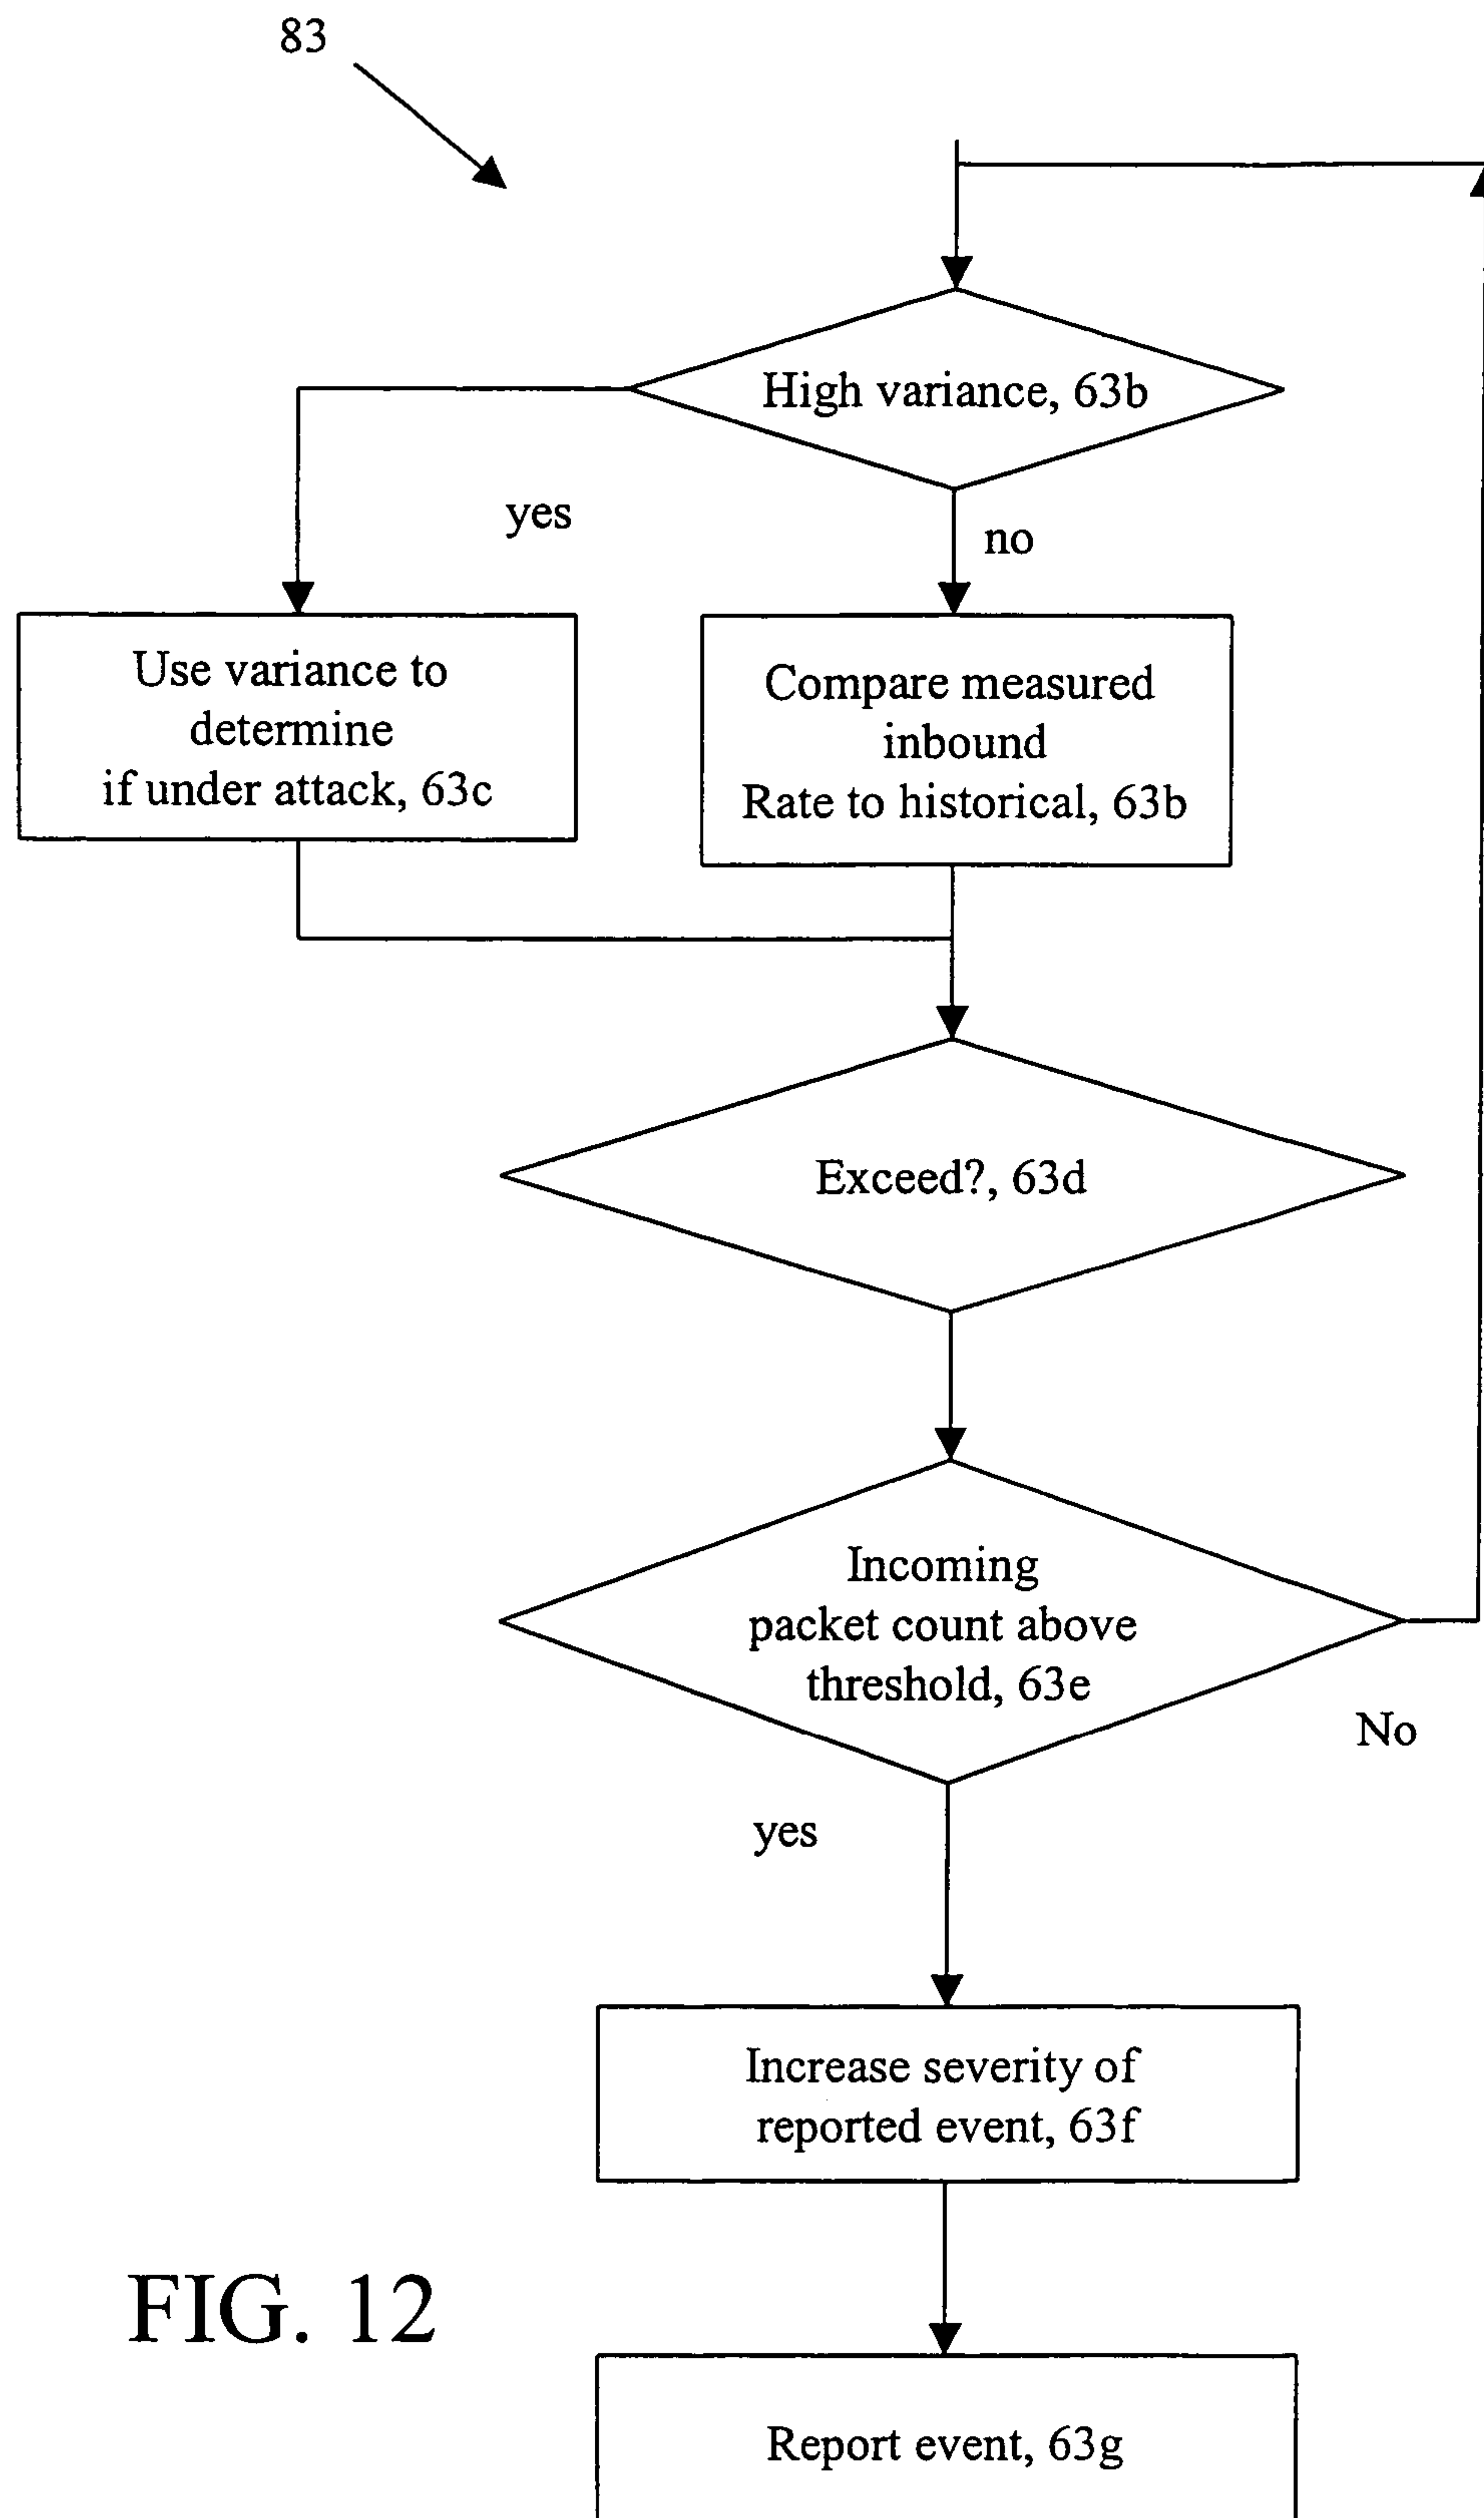 83
High variance, 63b
yes
no
Use variance to
determine
if under attack, 63c
Compare measured
inbound
Rate to historical, 63b
Exceed?, 63d
Incoming
packet count above
threshold, 63e
No
yes
Increase severity of
reported event, 63f
FIG. 12
Report event, 63g